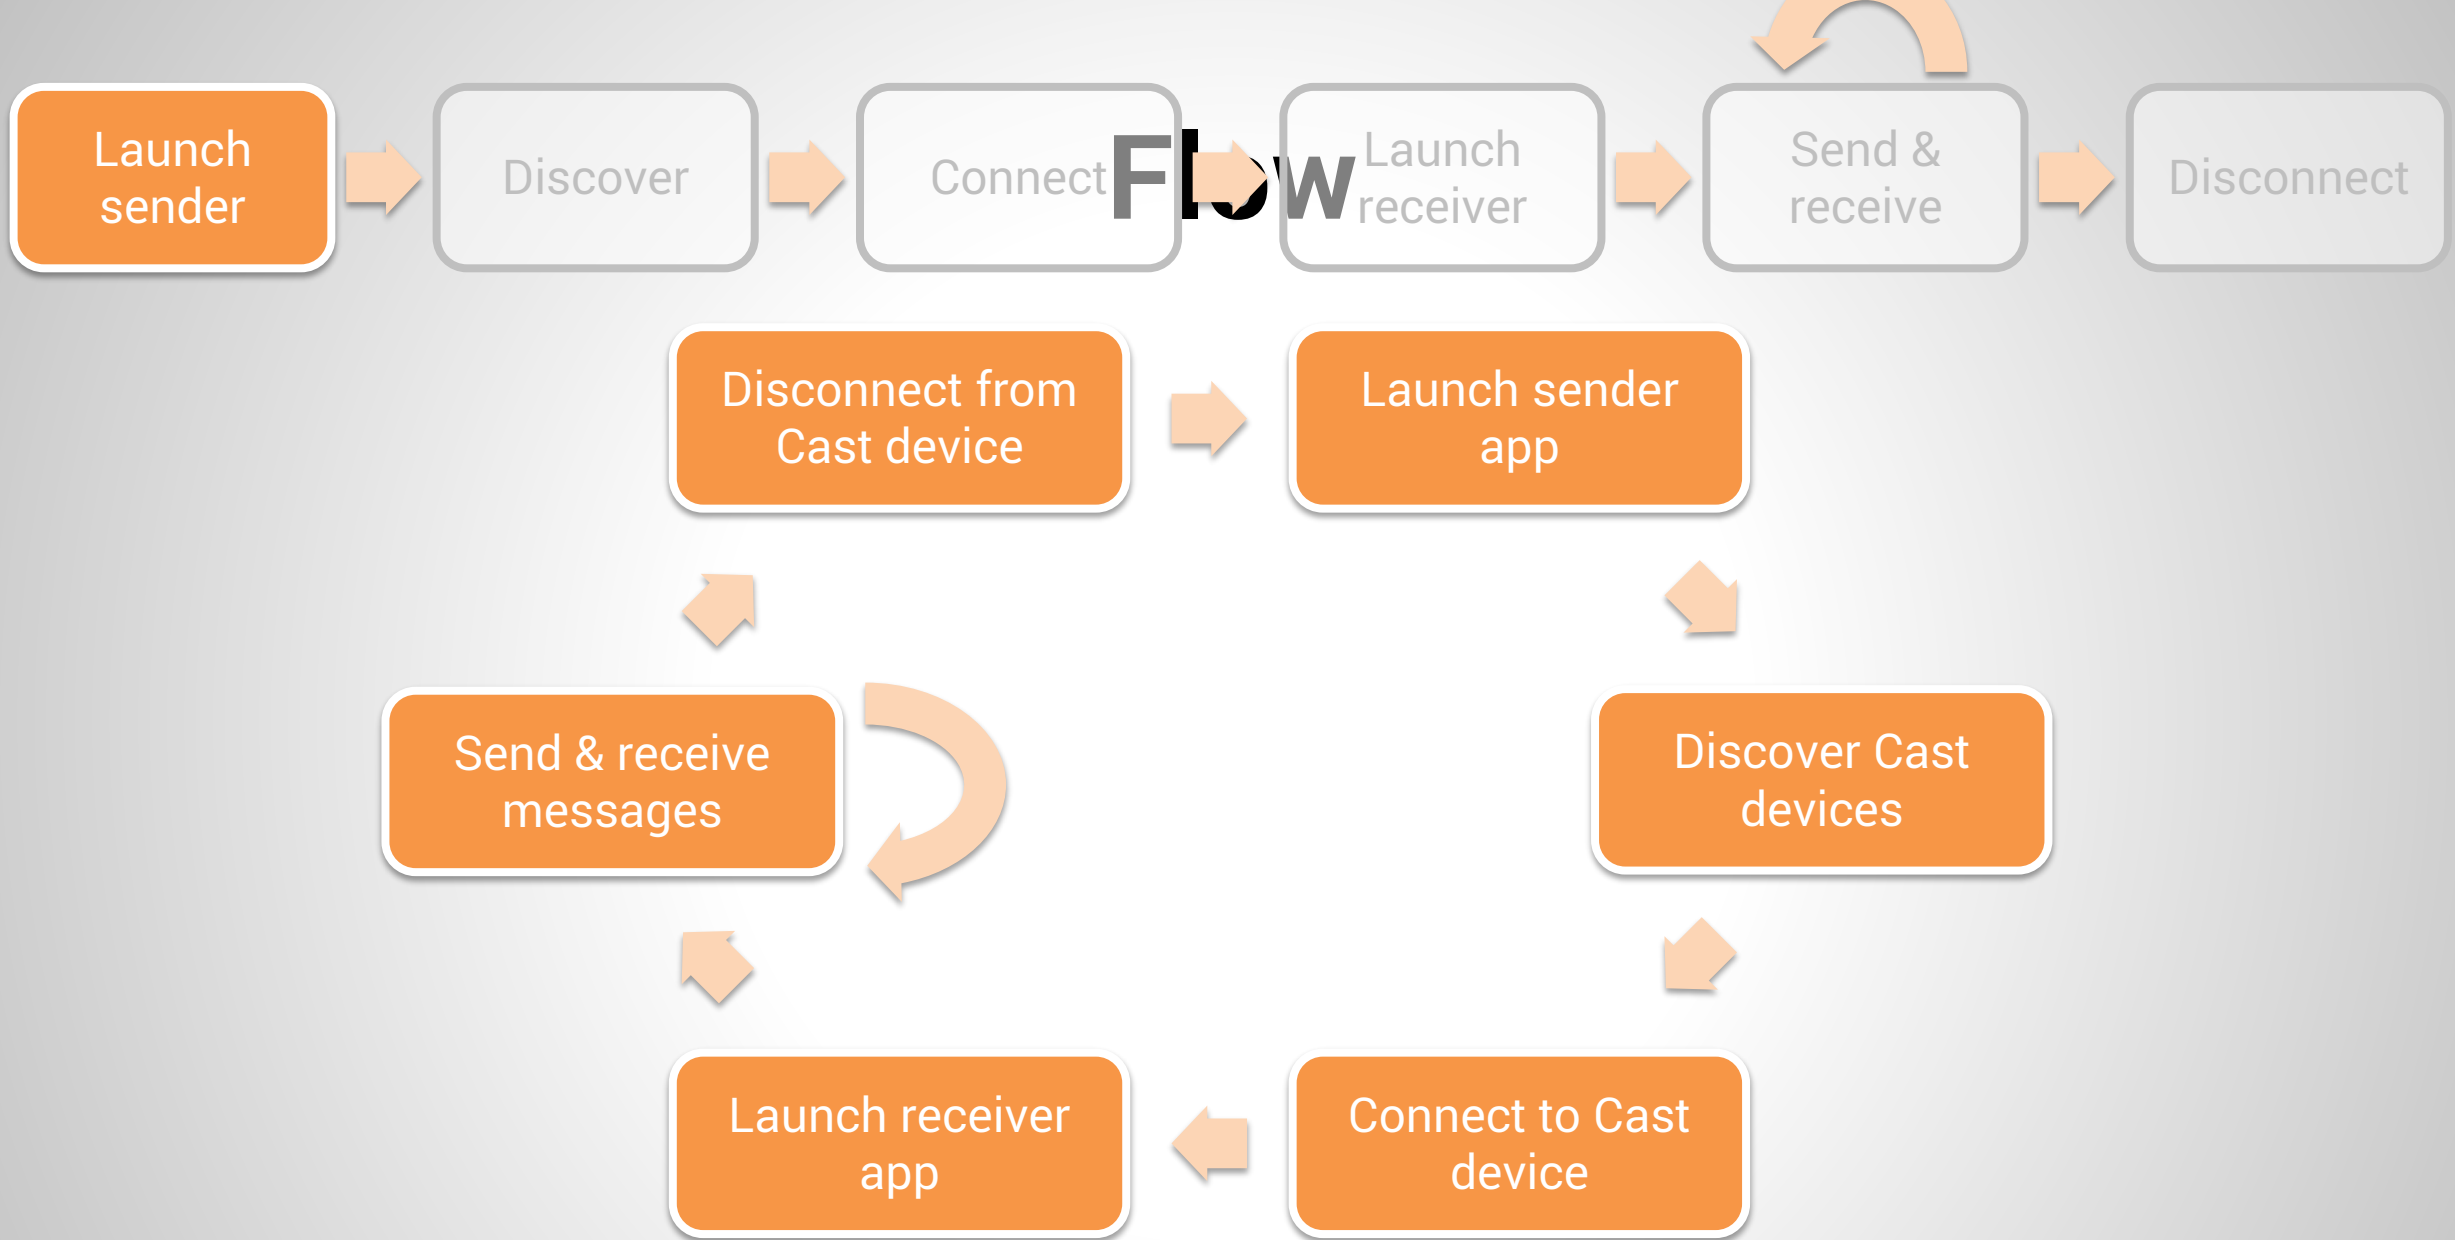 Launch
sender
Discover
Connect
Flow
Launch
receiver
Send &
receive
Disconnect
Disconnect from
Cast device
Launch sender
app
Send & receive
messages
Discover Cast
devices
Launch receiver
app
Connect to Cast
device